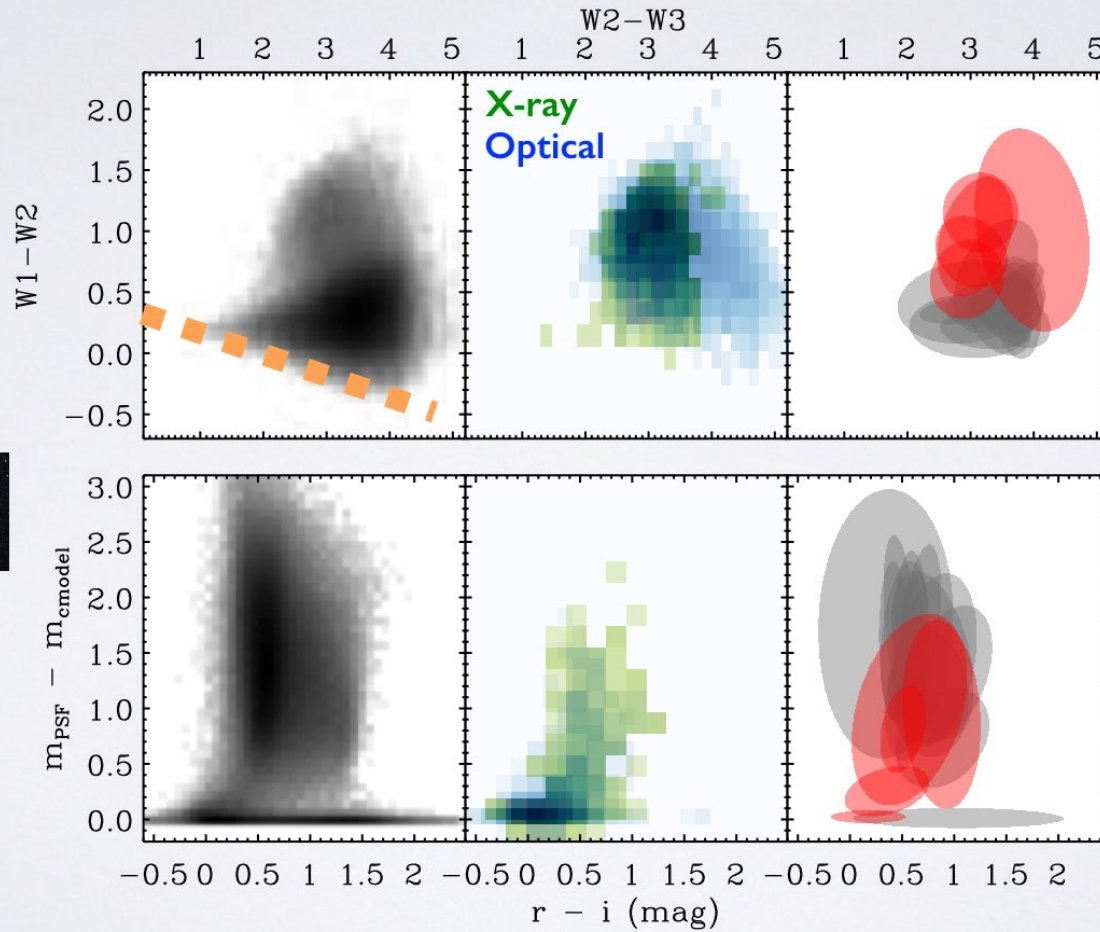 W2−W3
1 2 3 4 5 1 2 3 4 5 1 2 3 4 5
W1−W2
2.0
1.5
1.0
0.5
0.0
−0.5
X-ray
Optical
m_PSF − m_cmodel
3.0
2.5
2.0
1.5
1.0
0.5
0.0
−0.5 0 0.5 1 1.5 2 −0.5 0 0.5 1 1.5 2 −0.5 0 0.5 1 1.5 2
r − i (mag)